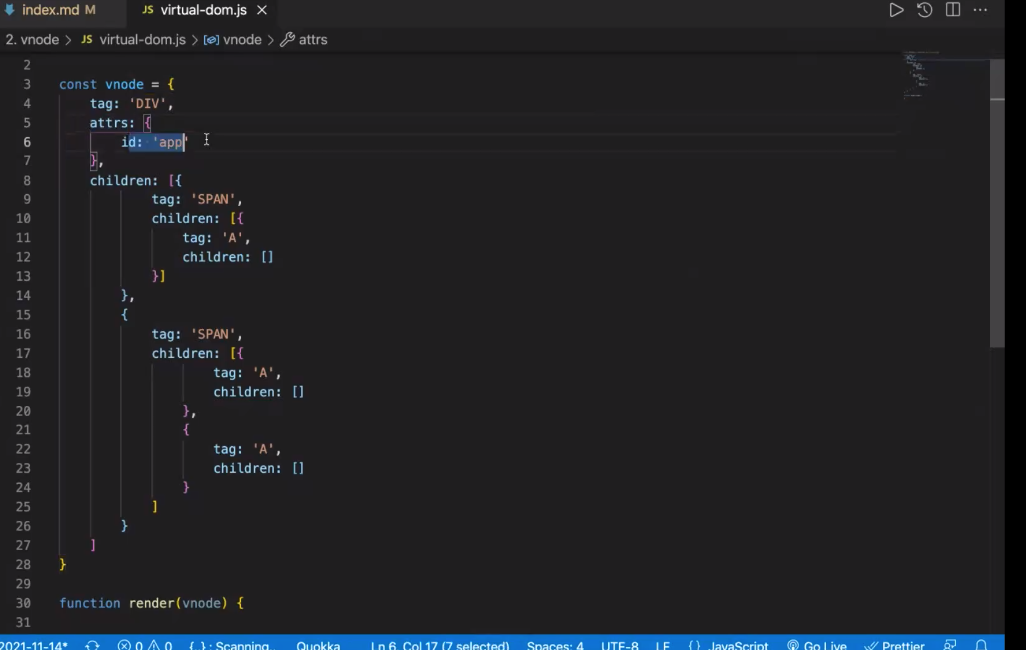 index.md M JS virtual-dom.js
2. vnode > JS virtual-dom.js > vnode > attrs
2
3 const vnode = {
4 tag: 'DIV',
5 attrs: {
6 id: 'app'
7 },
8 children: [{
9 tag: 'SPAN',
10 children: [{
11 tag: 'A',
12 children: []
13 }]
14 },
15 {
16 tag: 'SPAN',
17 children: [{
18 tag: 'A',
19 children: []
20 },
21 {
22 tag: 'A',
23 children: []
24 }
25 ]
26 }
27 ]
28 }
29
30 function render(vnode) {
31
2021-11-14* 0 0 {..}: Scanning. Quokka Ln 6, Col 17 (7 selected) Spaces: 4 UTF-8 LF {} JavaScript Go Live Prettier